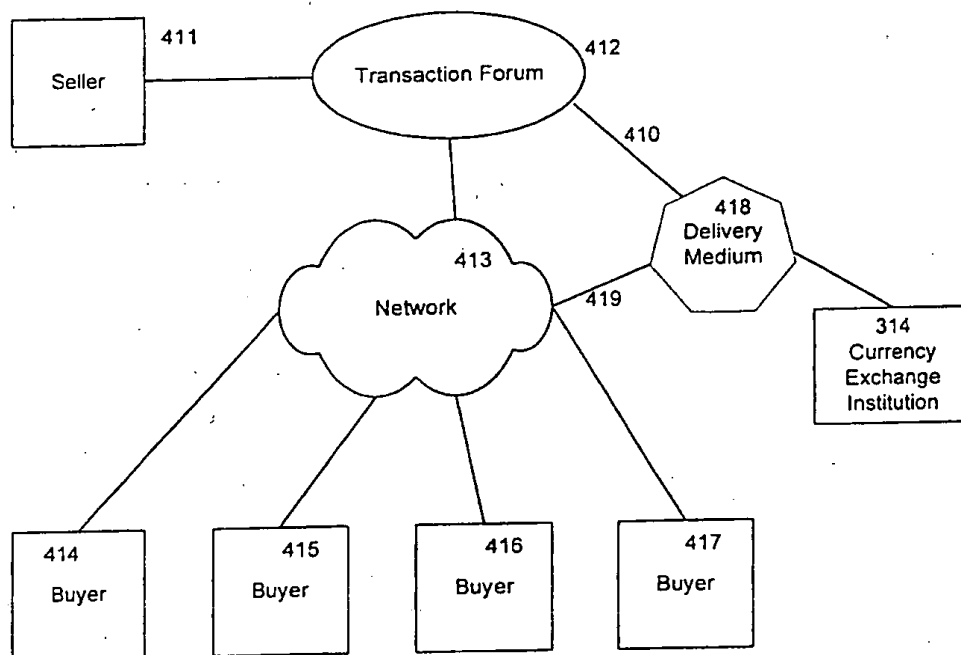 411
412
Seller
Transaction Forum
410
418
Delivery
Medium
413
419
Network
314
Currency
Exchange
Institution
414
Buyer
415
Buyer
416
Buyer
417
Buyer